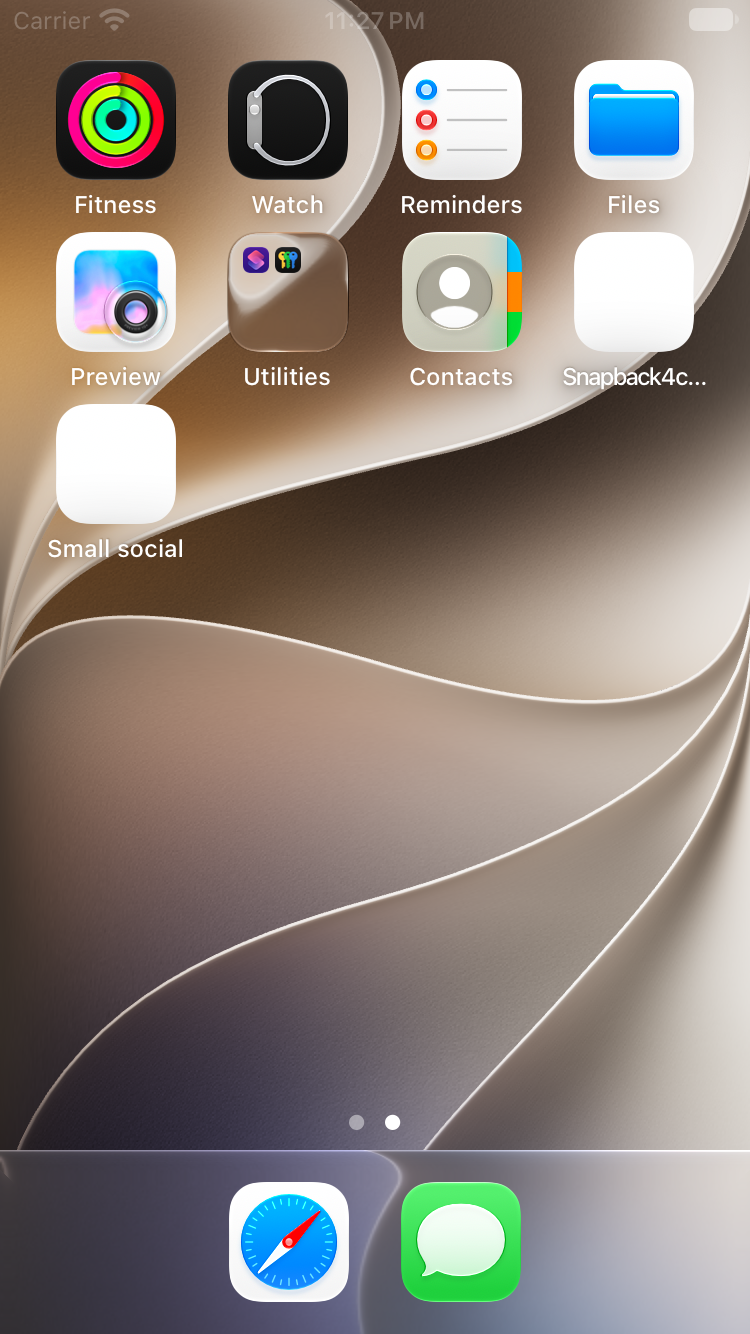 Carrier 11:27 PM
Fitness Watch Reminders Files
Preview Utilities Contacts Snapback4c...
Small social